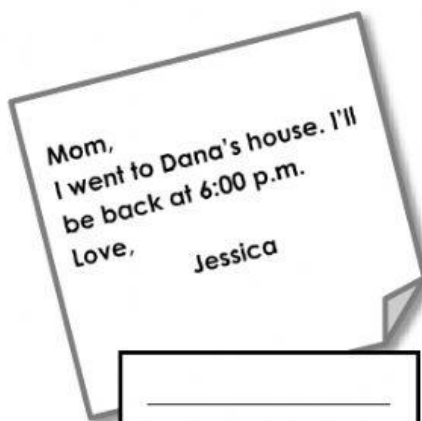 Mom,
I went to Dana's house. I'll
be back at 6:00 p.m.
Love,
Jessica